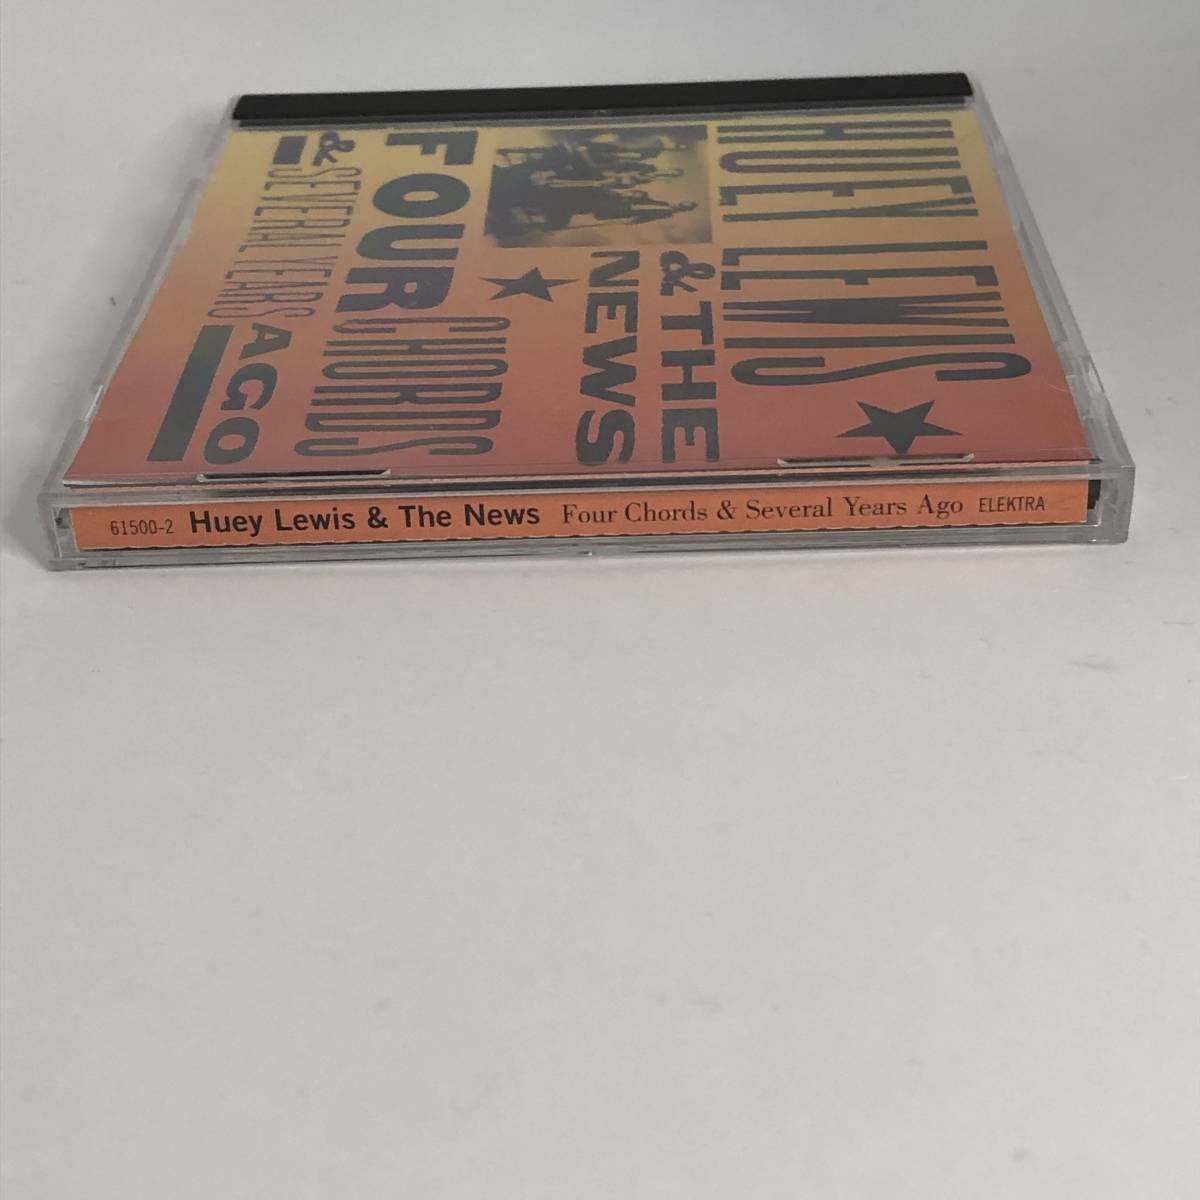 HUEY LEWIS
& THE
NEWS
FOUR CHORDS
& SEVERAL YEARS
AGO
61500-2 Huey Lewis & The News Four Chords & Several Years Ago ELEKTRA